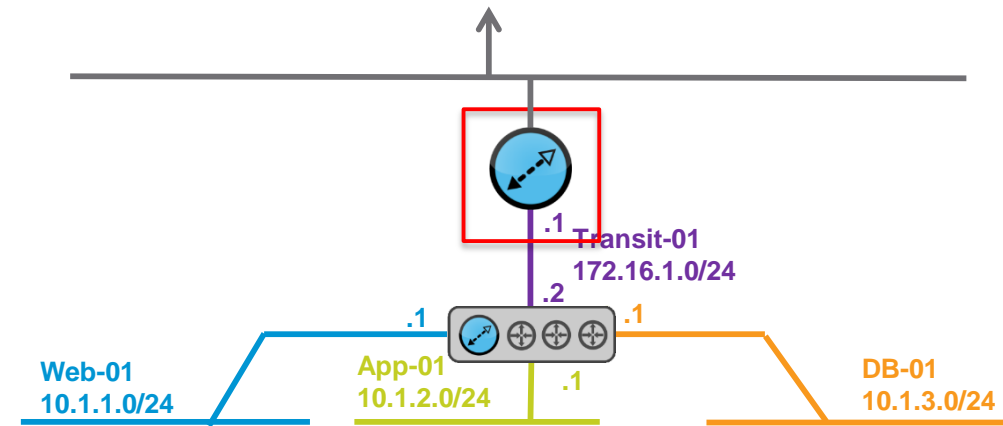 .1
Transit-01
172.16.1.0/24
.2
.1
.1
Web-01
10.1.1.0/24
App-01
10.1.2.0/24
.1
DB-01
10.1.3.0/24